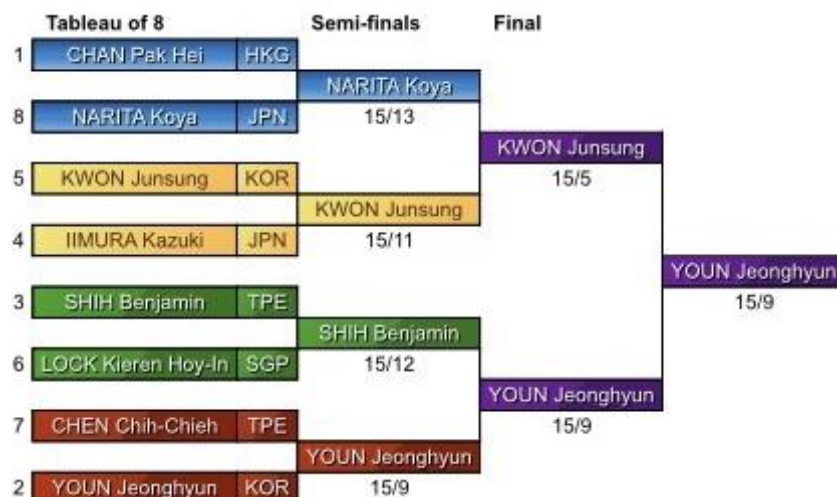 Tableau of 8 Semi-finals Final
1 CHAN Pak Hei HKG
NARITA Koya
8 NARITA Koya JPN 15/13
KWON Junsung
5 KWON Junsung KOR 15/5
KWON Junsung
4 IIMURA Kazuki JPN 15/11
YOUN Jeonghyun
3 SHIH Benjamin TPE 15/9
SHIH Benjamin
6 LOCK Kieren Hoy-In SGP 15/12
YOUN Jeonghyun
7 CHEN Chih-Chieh TPE 15/9
YOUN Jeonghyun
2 YOUN Jeonghyun KOR 15/9